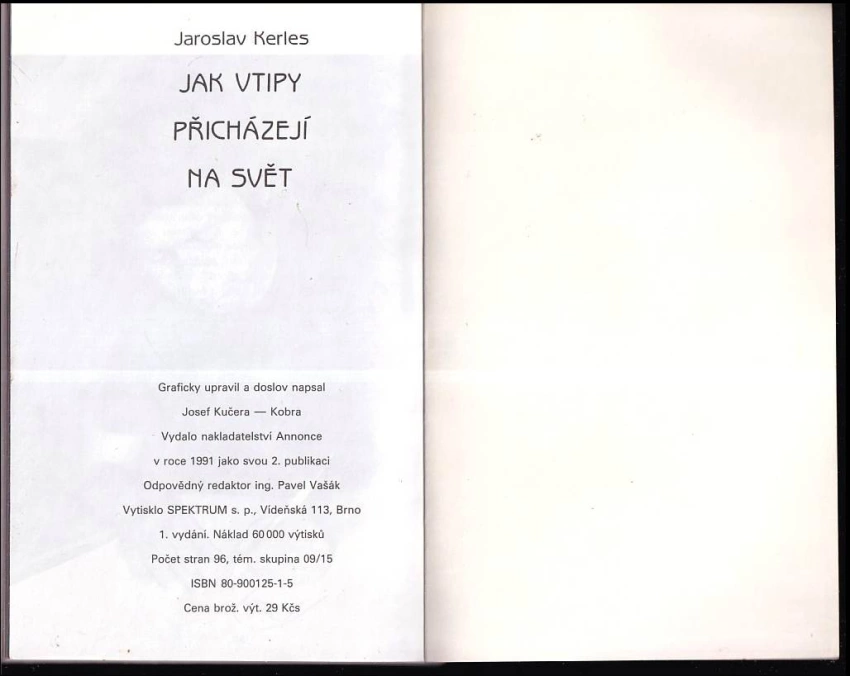 Jaroslav Kerles
JAK VTIPY
PŘICHÁZEJÍ
NA SVĚT
Graficky upravil a doslov napsal
Josef Kučera — Kobra
Vydalo nakladatelství Annonce
v roce 1991 jako svou 2. publikaci
Odpovědný redaktor ing. Pavel Vašák
Vytisklo SPEKTRUM s. p., Vídeňská 113, Brno
1. vydání. Náklad 60 000 výtisků
Počet stran 96, tém. skupina 09/15
ISBN 80-900125-1-5
Cena brož. výt. 29 Kčs